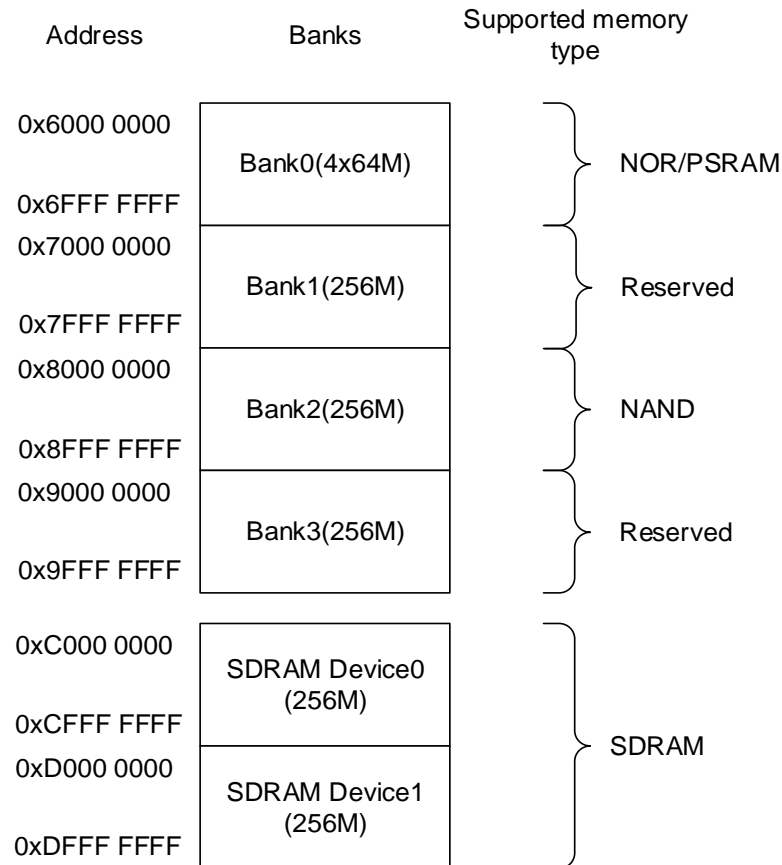 Address
Banks
Supported memory
type
0x6000 0000
Bank0(4x64M)
NOR/PSRAM
0x6FFF FFFF
0x7000 0000
Bank1(256M)
Reserved
0x7FFF FFFF
0x8000 0000
Bank2(256M)
NAND
0x8FFF FFFF
0x9000 0000
Bank3(256M)
Reserved
0x9FFF FFFF
0xC000 0000
SDRAM Device0
(256M)
0xCFFF FFFF
SDRAM
0xD000 0000
SDRAM Device1
(256M)
0xDFFF FFFF